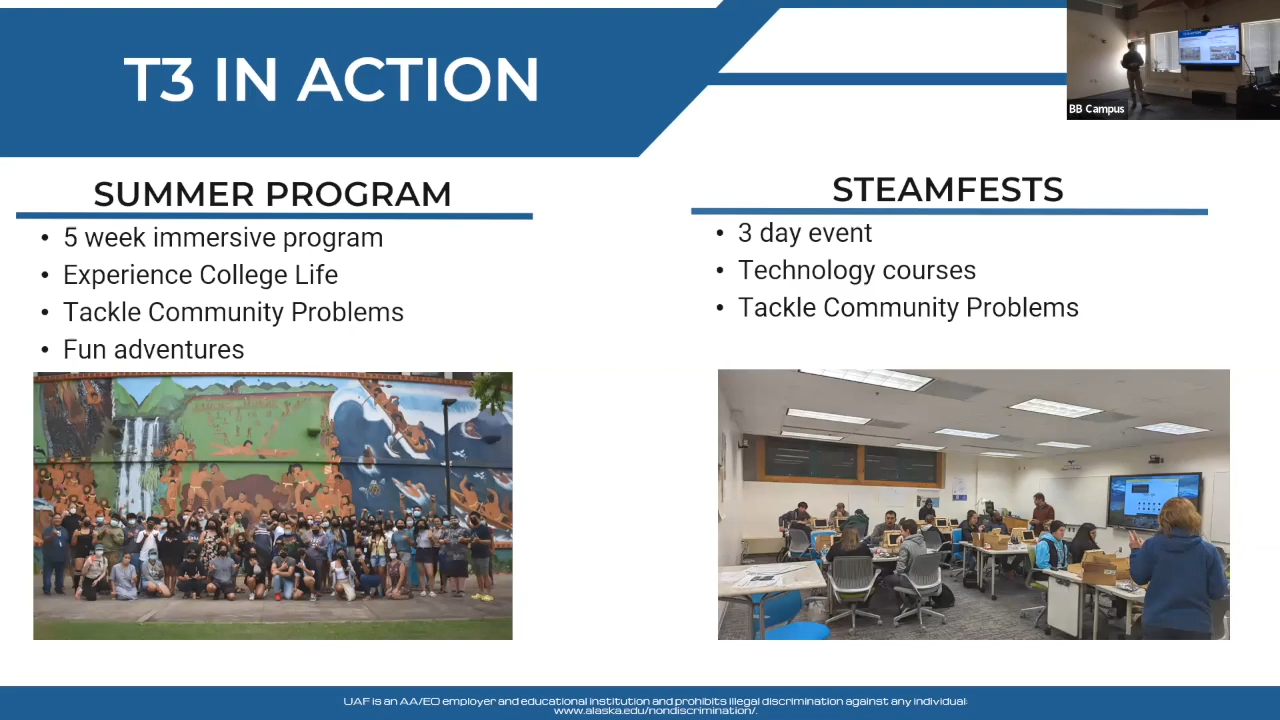 T3 IN ACTION
BB Campus
SUMMER PROGRAM
• 5 week immersive program
• Experience College Life
• Tackle Community Problems
• Fun adventures
STEAMFESTS
• 3 day event
• Technology courses
• Tackle Community Problems
UAF is an AA/EO employer and educational institution and prohibits illegal discrimination against any individual:
www.alaska.edu/nondiscrimination/.